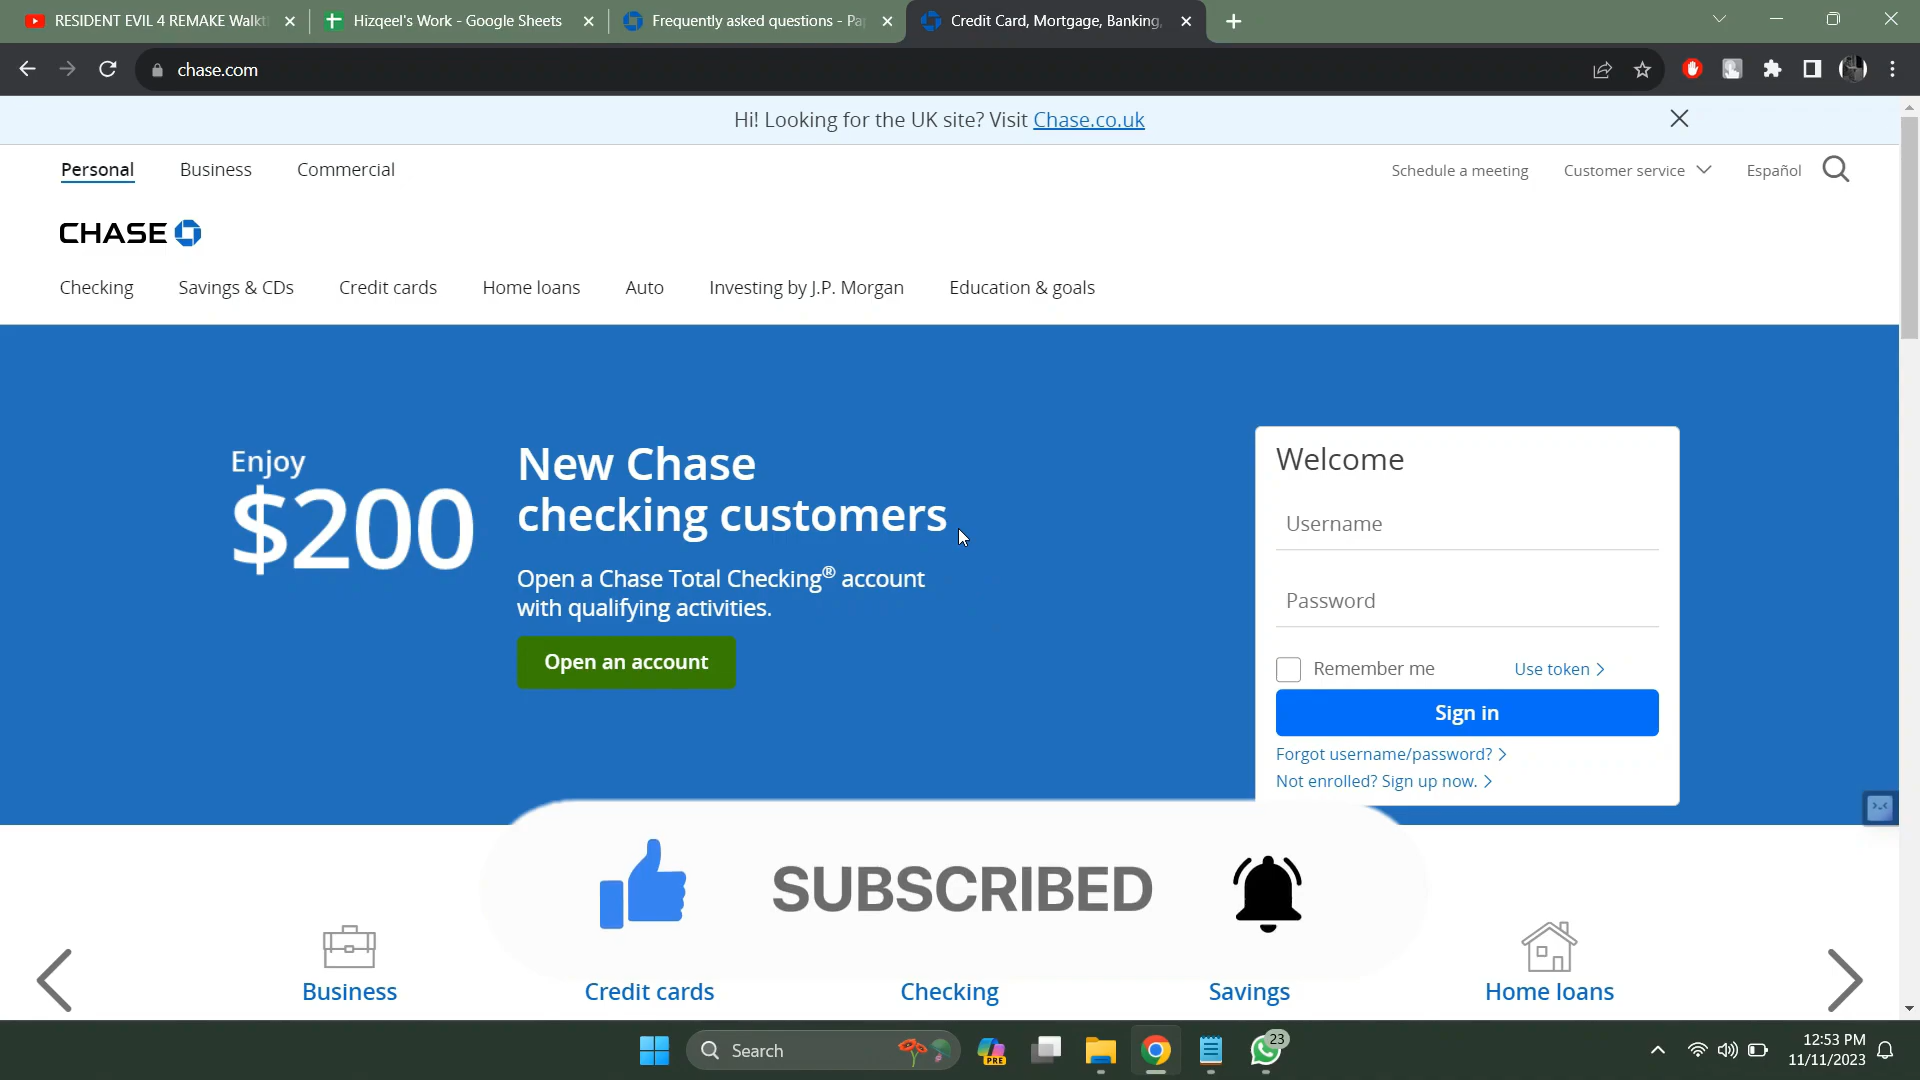 RESIDENT EVIL 4 REMAKE Walkt
Hizqeel's Work - Google Sheets
Frequently asked questions - Pa
Credit Card, Mortgage, Banking,
chase.com
Hi! Looking for the UK site? Visit Chase.co.uk
Personal
Business
Commercial
Schedule a meeting
Customer service
Español
CHASE
Checking
Savings & CDs
Credit cards
Home loans
Auto
Investing by J.P. Morgan
Education & goals
Enjoy
$200
New Chase
checking customers
Open a Chase Total Checking® account
with qualifying activities.
Open an account
Welcome
Username
Password
Remember me
Use token
Sign in
Forgot username/password?
Not enrolled? Sign up now.
SUBSCRIBED
Business
Credit cards
Checking
Savings
Home loans
Search
PRE
23
12:53 PM
11/11/2023